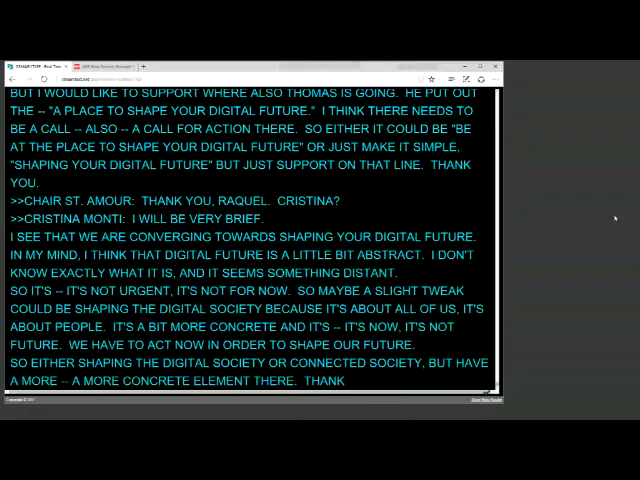 BUT I WOULD LIKE TO SUPPORT WHERE ALSO THOMAS IS GOING.  HE PUT OUT
THE -- "A PLACE TO SHAPE YOUR DIGITAL FUTURE."  I THINK THERE NEEDS TO
BE A CALL -- ALSO -- A CALL FOR ACTION THERE.  SO EITHER IT COULD BE "BE
AT THE PLACE TO SHAPE YOUR DIGITAL FUTURE" OR JUST MAKE IT SIMPLE,
"SHAPING YOUR DIGITAL FUTURE" BUT JUST SUPPORT ON THAT LINE.  THANK
YOU.
>>CHAIR ST. AMOUR:  THANK YOU, RAQUEL.  CRISTINA?
>>CRISTINA MONTI:  I WILL BE VERY BRIEF.
I SEE THAT WE ARE CONVERGING TOWARDS SHAPING YOUR DIGITAL FUTURE.
IN MY MIND, I THINK THAT DIGITAL FUTURE IS A LITTLE BIT ABSTRACT.  I DON'T
KNOW EXACTLY WHAT IT IS, AND IT SEEMS SOMETHING DISTANT.
SO IT'S -- IT'S NOT URGENT, IT'S NOT FOR NOW.  SO MAYBE A SLIGHT TWEAK
COULD BE SHAPING THE DIGITAL SOCIETY BECAUSE IT'S ABOUT ALL OF US, IT'S
ABOUT PEOPLE.  IT'S A BIT MORE CONCRETE AND IT'S -- IT'S NOW, IT'S NOT
FUTURE.  WE HAVE TO ACT NOW IN ORDER TO SHAPE OUR FUTURE.
SO EITHER SHAPING THE DIGITAL SOCIETY OR CONNECTED SOCIETY, BUT HAVE
A MORE -- A MORE CONCRETE ELEMENT THERE.  THANK